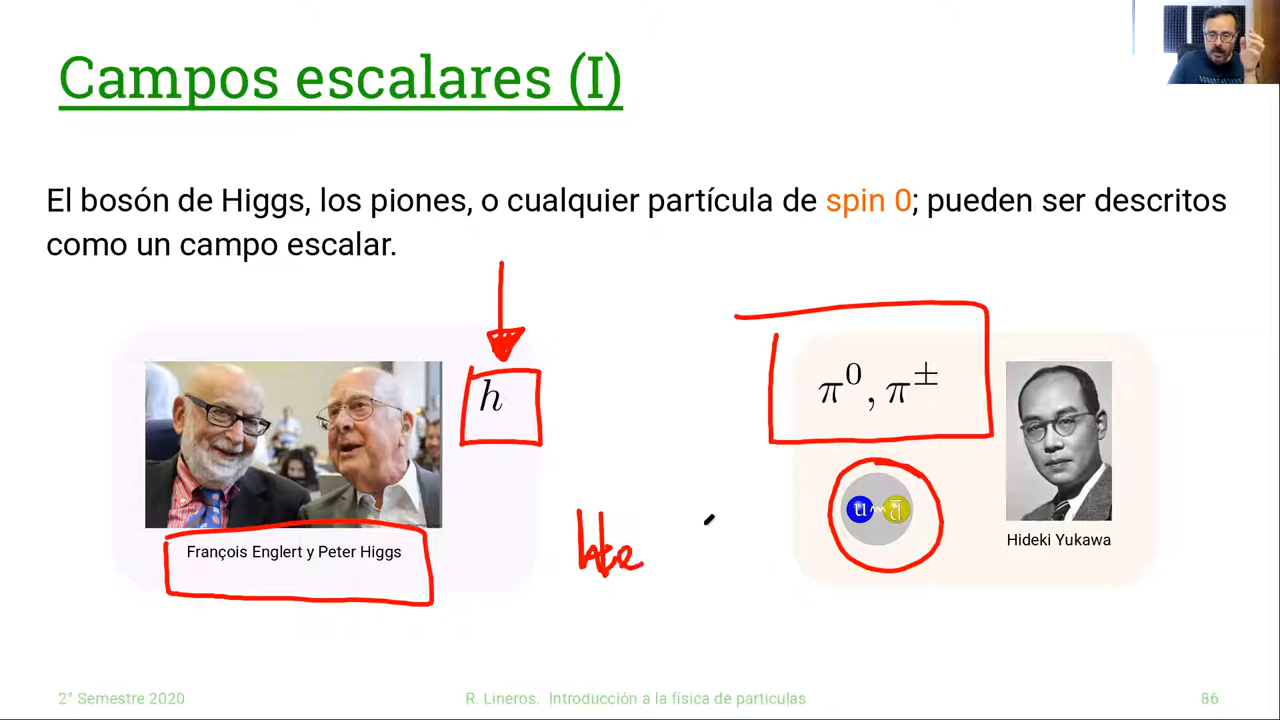 Campos escalares (I)
El bosón de Higgs, los piones, o cualquier partícula de spin 0; pueden ser descritos
como un campo escalar.
h
π⁰, π±
u d̅
François Englert y Peter Higgs
Hideki Yukawa
2° Semestre 2020
R. Lineros. Introducción a la física de particulas
86